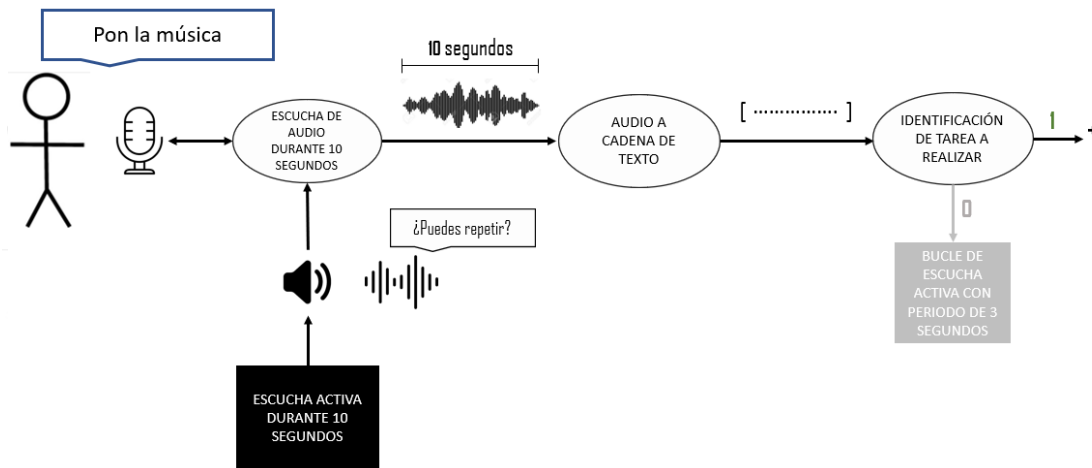 Pon la música
10 segundos
ESCUCHA DE
AUDIO
DURANTE 10
SEGUNDOS
AUDIO A
CADENA DE
TEXTO
[ ................ ]
IDENTIFICACIÓN
DE TAREA A
REALIZAR
1
0
¿Puedes repetir?
BUCLE DE
ESCUCHA
ACTIVA CON
PERIODO DE 3
SEGUNDOS
ESCUCHA ACTIVA
DURANTE 10
SEGUNDOS